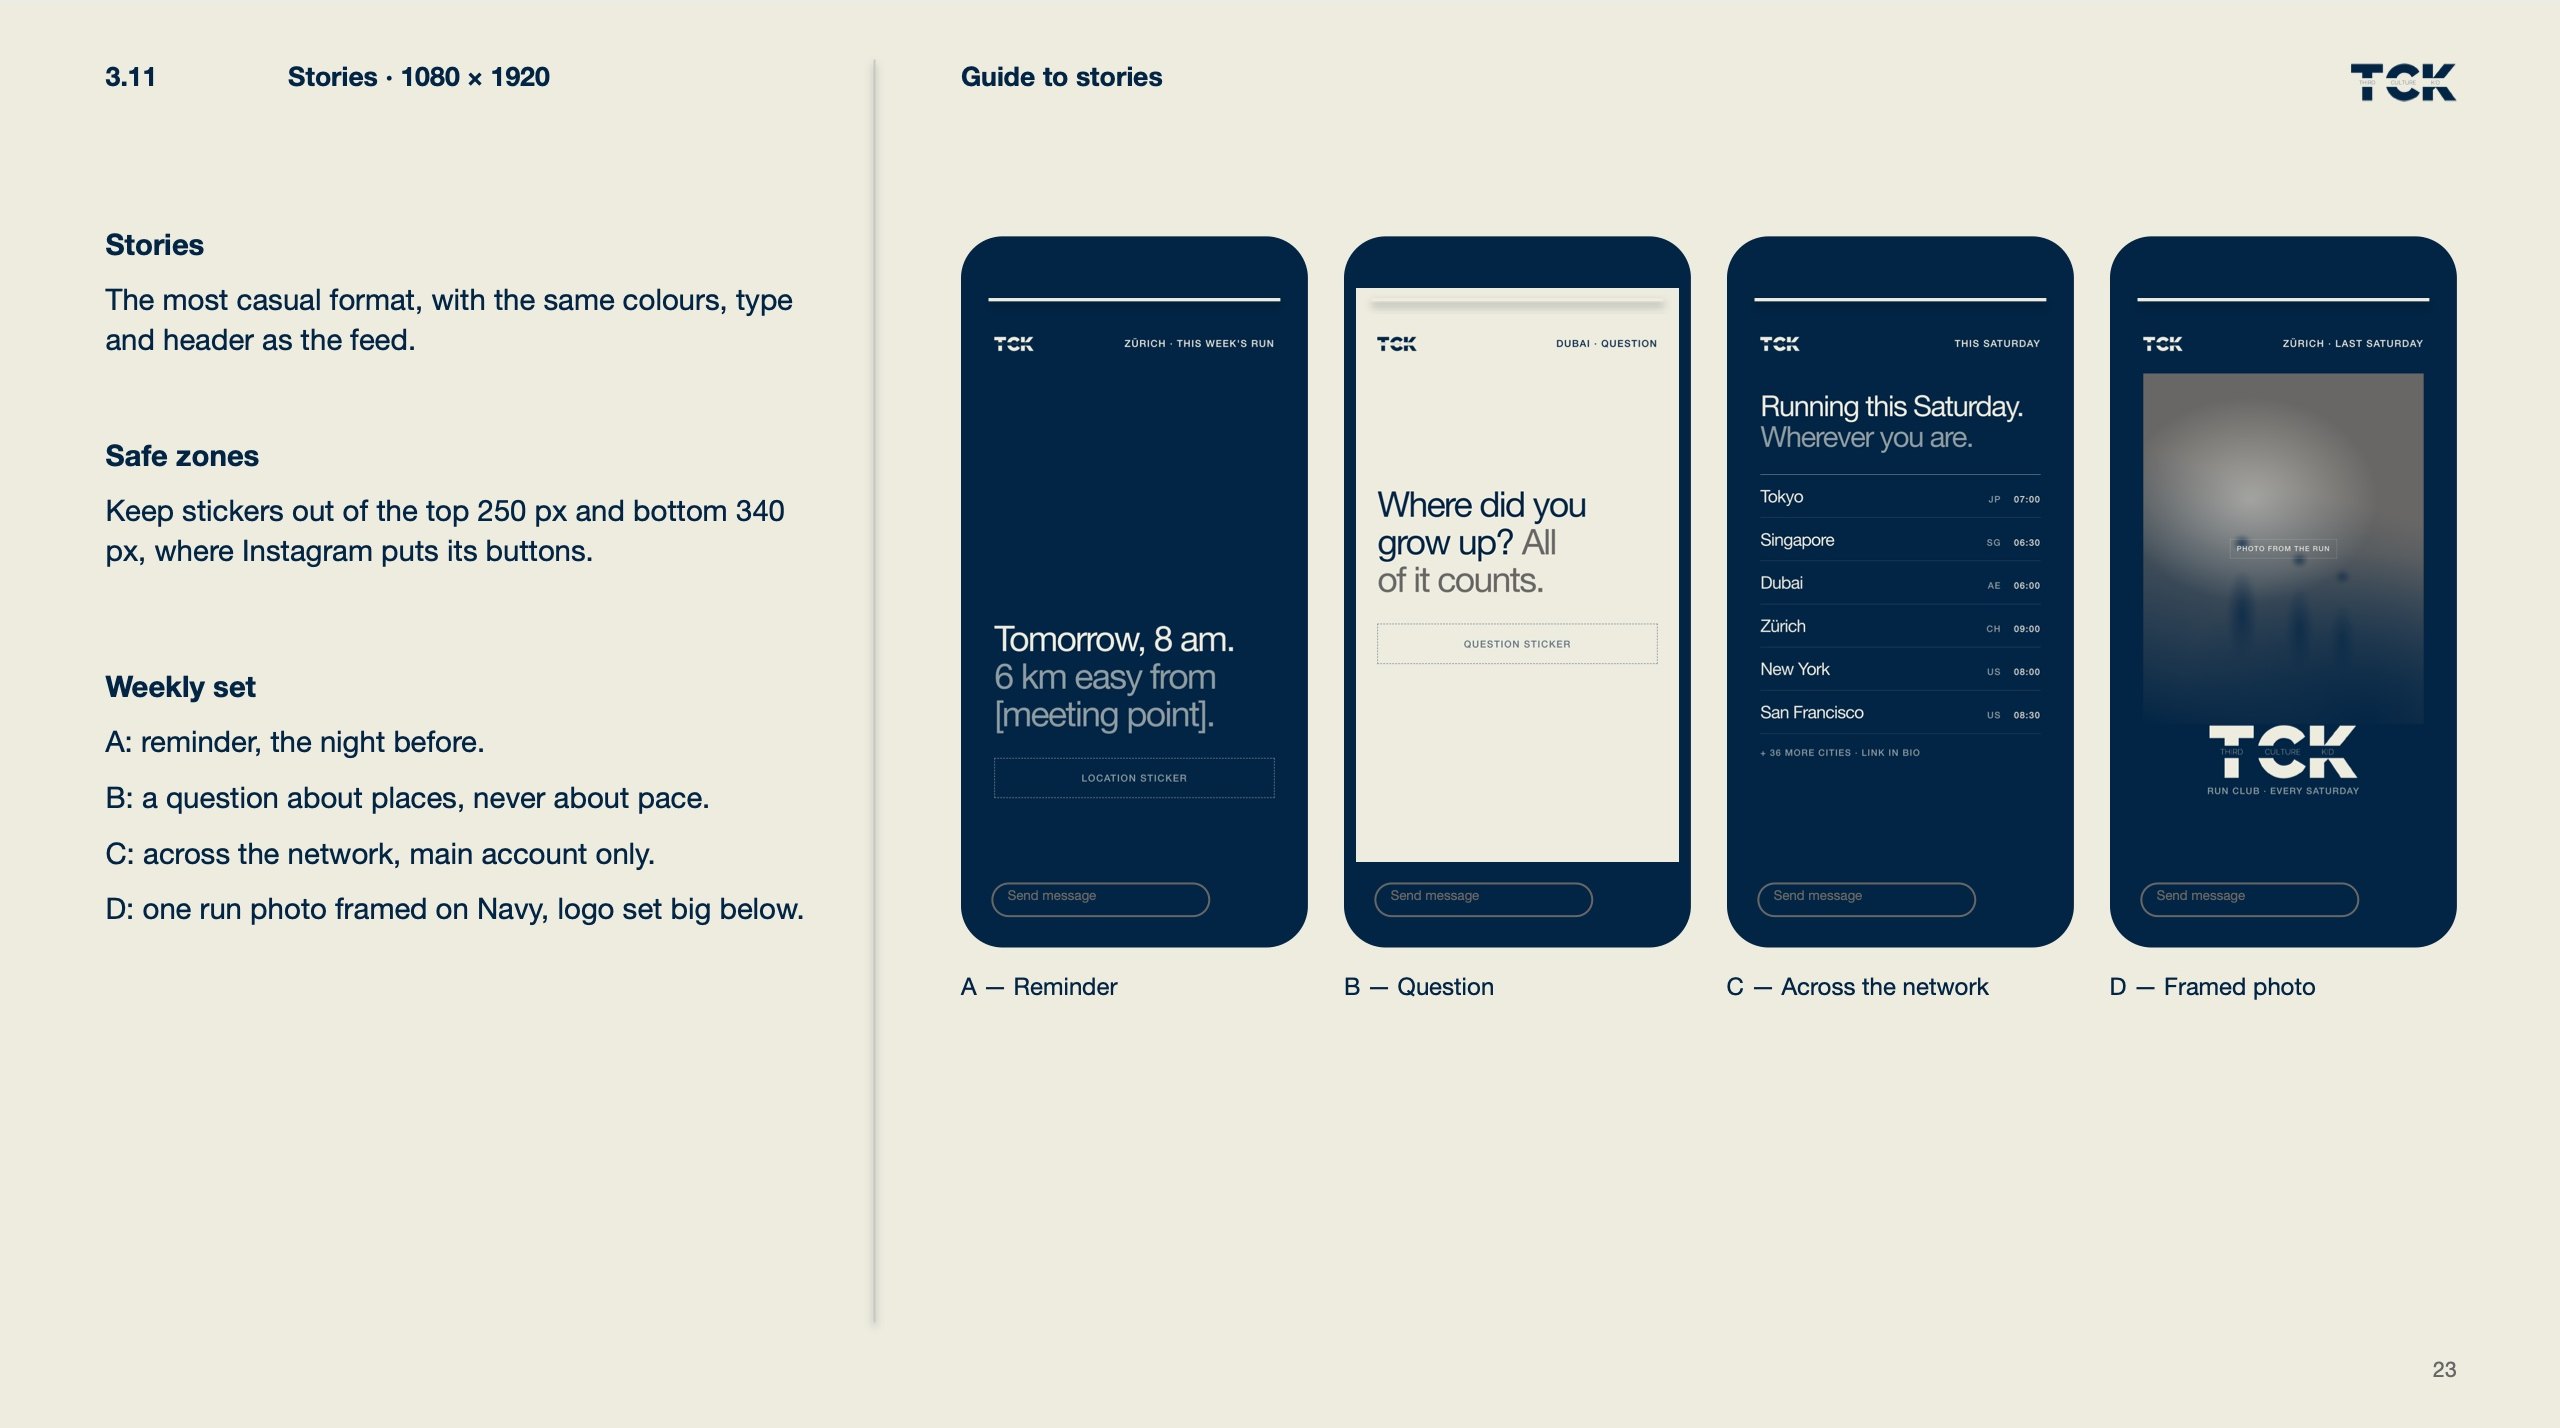 3.11
Stories · 1080 × 1920
Guide to stories
TCK
THIRD CULTURE KID
Stories
The most casual format, with the same colours, type
and header as the feed.
Safe zones
Keep stickers out of the top 250 px and bottom 340
px, where Instagram puts its buttons.
Weekly set
A: reminder, the night before.
B: a question about places, never about pace.
C: across the network, main account only.
D: one run photo framed on Navy, logo set big below.
TCK
ZÜRICH · THIS WEEK'S RUN
Tomorrow, 8 am.
6 km easy from
[meeting point].
LOCATION STICKER
Send message
A — Reminder
TCK
DUBAI · QUESTION
Where did you
grow up? All
of it counts.
QUESTION STICKER
Send message
B — Question
TCK
THIS SATURDAY
Running this Saturday.
Wherever you are.
Tokyo JP 07:00
Singapore SG 06:30
Dubai AE 06:00
Zürich CH 09:00
New York US 08:00
San Francisco US 08:30
+ 36 MORE CITIES · LINK IN BIO
Send message
C — Across the network
TCK
ZÜRICH · LAST SATURDAY
PHOTO FROM THE RUN
TCK
THIRD CULTURE KID
RUN CLUB · EVERY SATURDAY
Send message
D — Framed photo
23